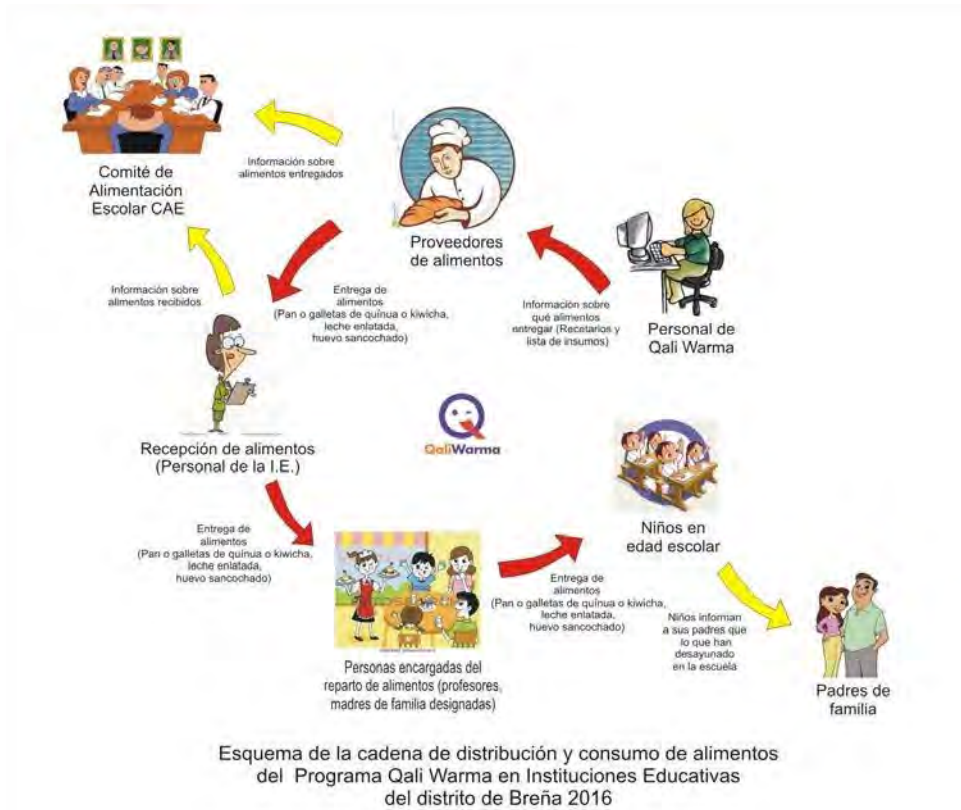 Comité de
Alimentación
Escolar CAE
Información sobre
alimentos entregados
Proveedores
de alimentos
Información sobre
qué alimentos
entregar (Recetarios y
lista de insumos)
Personal de
Qali Warma
Información sobre
alimentos recibidos
Entrega de
alimentos
(Pan o galletas de quínua o kiwicha,
leche enlatada,
huevo sancochado)
Recepción de alimentos
(Personal de la I.E.)
QaliWarma
Entrega de
alimentos
(Pan o galletas de quínua o kiwicha,
leche enlatada,
huevo sancochado)
Personas encargadas del
reparto de alimentos (profesores,
madres de familia designadas)
Entrega de
alimentos
(Pan o galletas de quínua o kiwicha,
leche enlatada,
huevo sancochado)
Niños en
edad escolar
Niños informan
a sus padres que
lo que han
desayunado
en la escuela
Padres de
familia
Esquema de la cadena de distribución y consumo de alimentos
del Programa Qali Warma en Instituciones Educativas
del distrito de Breña 2016